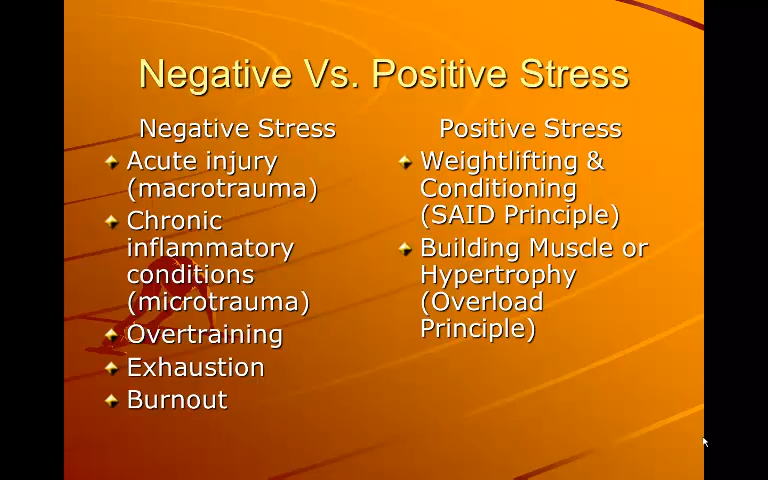 Negative Vs. Positive Stress
Negative Stress
Acute injury
(macrotrauma)
Chronic
inflammatory
conditions
(microtrauma)
Overtraining
Exhaustion
Burnout
Positive Stress
Weightlifting &
Conditioning
(SAID Principle)
Building Muscle or
Hypertrophy
(Overload
Principle)